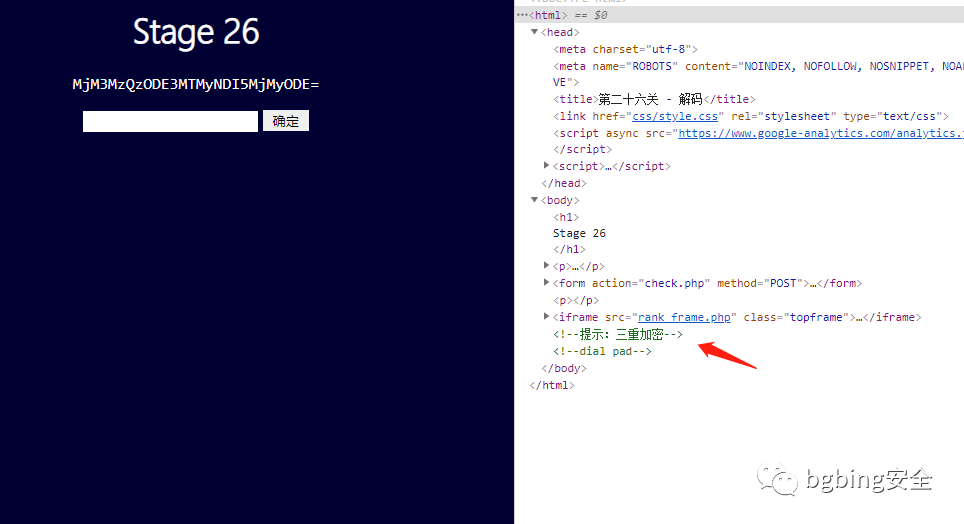 Stage 26
MjM3MzQzODE3MTMyNDI5MjMyODE=
确定
<html> == $0
<head>
<meta charset="utf-8">
<meta name="ROBOTS" content="NOINDEX, NOFOLLOW, NOSNIPPET, NOA
VE">
<title>第二十六关 - 解码</title>
<link href="css/style.css" rel="stylesheet" type="text/css">
<script async src="https://www.google-analytics.com/analytics.
</script>
<script>…</script>
</head>
<body>
<h1>
Stage 26
</h1>
<p>…</p>
<form action="check.php" method="POST">…</form>
<p></p>
<iframe src="rank_frame.php" class="topframe">…</iframe>
<!--提示：三重加密-->
<!--dial pad-->
</body>
</html>
bgbing安全